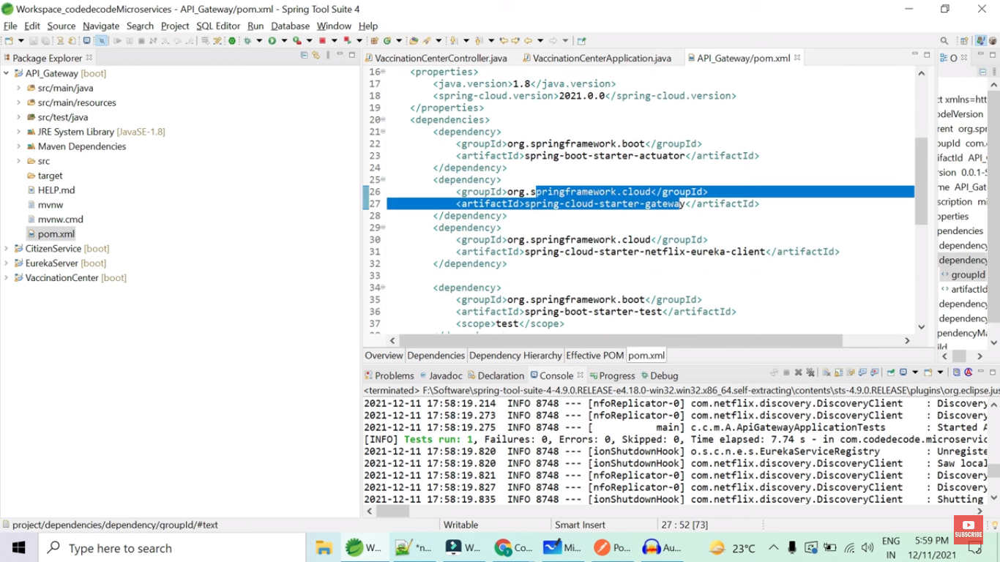 Workspace_codedecodeMicroservices - API_Gateway/pom.xml - Spring Tool Suite 4
File Edit Source Navigate Search Project SQL Editor Run Database Window Help
Package Explorer
API_Gateway [boot]
src/main/java
src/main/resources
src/test/java
JRE System Library [JavaSE-1.8]
Maven Dependencies
src
target
HELP.md
mvnw
mvnw.cmd
pom.xml
CitizenService [boot]
EurekaServer [boot]
VaccinationCenter [boot]
VaccinationCenterController.java VaccinationCenterApplication.java API_Gateway/pom.xml
16 <properties>
17 <java.version>1.8</java.version>
18 <spring-cloud.version>2021.0.0</spring-cloud.version>
19 </properties>
20 <dependencies>
21 <dependency>
22 <groupId>org.springframework.boot</groupId>
23 <artifactId>spring-boot-starter-actuator</artifactId>
24 </dependency>
25 <dependency>
26 <groupId>org.springframework.cloud</groupId>
27 <artifactId>spring-cloud-starter-gateway</artifactId>
28 </dependency>
29 <dependency>
30 <groupId>org.springframework.cloud</groupId>
31 <artifactId>spring-cloud-starter-netflix-eureka-client</artifactId>
32 </dependency>
33
34 <dependency>
35 <groupId>org.springframework.boot</groupId>
36 <artifactId>spring-boot-starter-test</artifactId>
37 <scope>test</scope>
Overview Dependencies Dependency Hierarchy Effective POM pom.xml
O
ct xmlns=htt
odelVersion
rent org.spr
oupId com.
tifactId API_
rsion 0.0.1-S
me API_Gat
scription mi
operties
pendencies
dependency
dependency
groupId
artifactId
dependency
dependency
pendencyMa
Problems Javadoc Declaration Console Progress Debug
<terminated> F:\Software\spring-tool-suite-4-4.9.0.RELEASE-e4.18.0-win32.win32.x86_64.self-extracting\contents\sts-4.9.0.RELEASE\plugins\org.eclipse.jus
2021-12-11 17:58:19.214 INFO 8748 --- [nfoReplicator-0] com.netflix.discovery.DiscoveryClient : Discovery
2021-12-11 17:58:19.273 INFO 8748 --- [nfoReplicator-0] com.netflix.discovery.DiscoveryClient : Discovery
2021-12-11 17:58:19.275 INFO 8748 --- [ main] c.c.m.A.ApiGatewayApplicationTests : Started A
[INFO] Tests run: 1, Failures: 0, Errors: 0, Skipped: 0, Time elapsed: 7.74 s - in com.codedecode.microservic
2021-12-11 17:58:19.820 INFO 8748 --- [ionShutdownHook] o.s.c.n.e.s.EurekaServiceRegistry : Unregiste
2021-12-11 17:58:19.820 INFO 8748 --- [ionShutdownHook] com.netflix.discovery.DiscoveryClient : Saw local
2021-12-11 17:58:19.821 INFO 8748 --- [nfoReplicator-0] com.netflix.discovery.DiscoveryClient : Discovery
2021-12-11 17:58:19.827 INFO 8748 --- [nfoReplicator-0] com.netflix.discovery.DiscoveryClient : Discovery
2021-12-11 17:58:19.835 INFO 8748 --- [ionShutdownHook] com.netflix.discovery.DiscoveryClient : Shutting
project/dependencies/dependency/groupId/#text Writable Smart Insert 27 : 52 [73]
SUBSCRIBE
Type here to search W... *n... W... Co... Mi... Po... Au... 23°C ENG IN 5:59 PM 12/11/2021